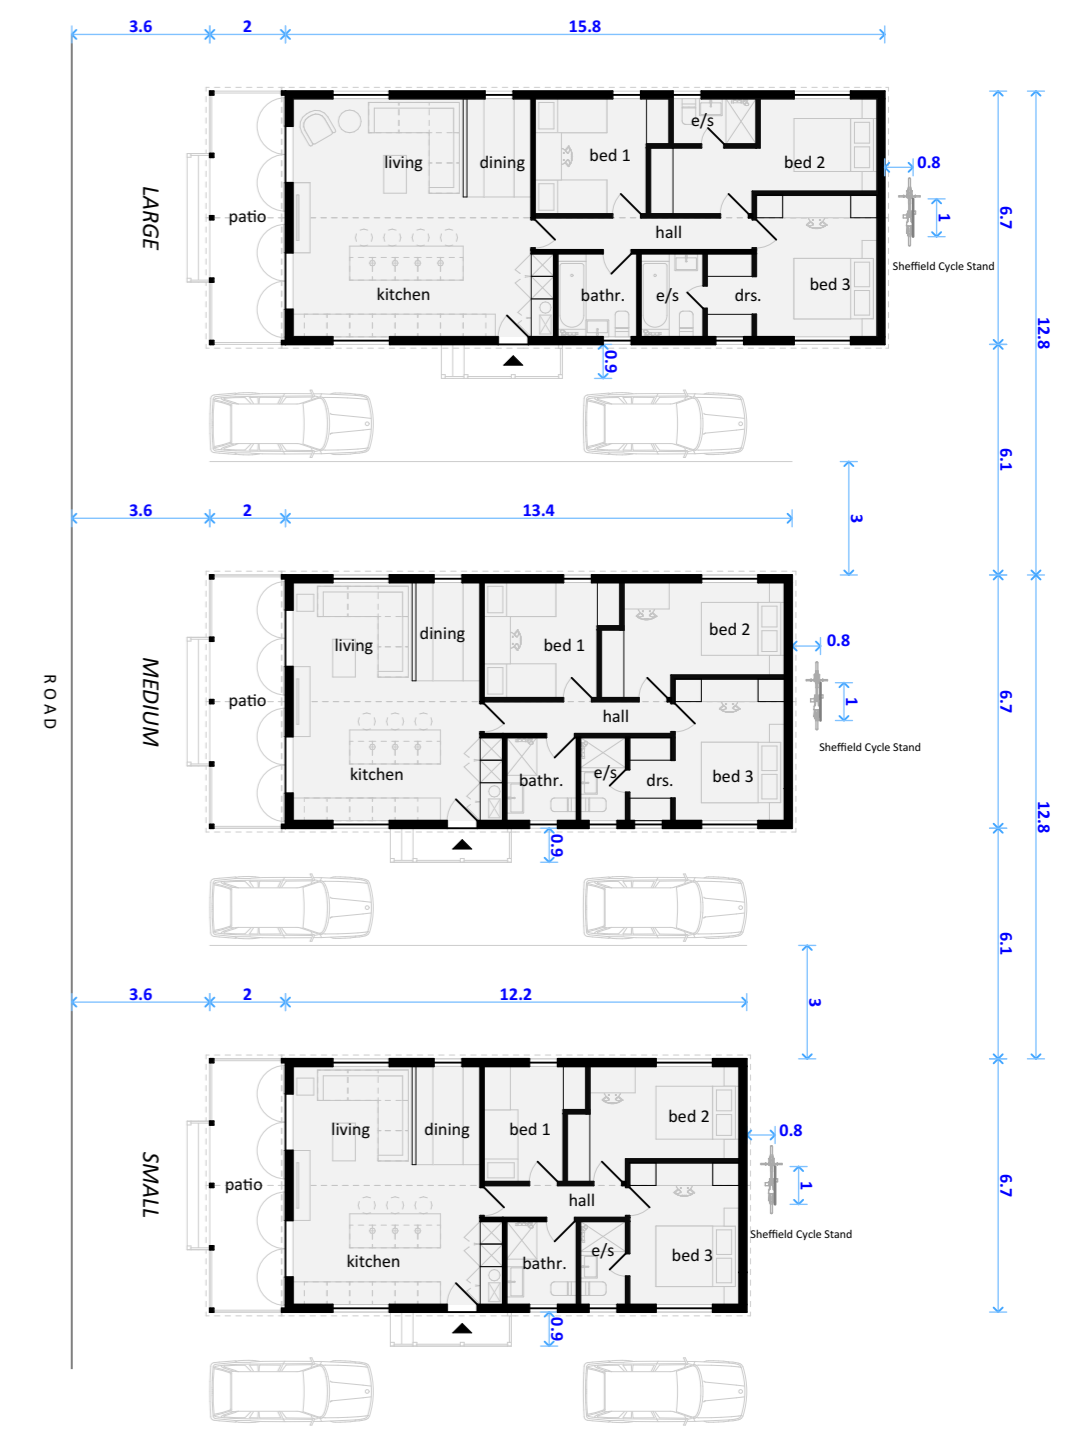 3.6
2
15.8
living
dining
bed 1
e/s
bed 2
0.8
1
Sheffield Cycle Stand
LARGE
patio
hall
6.7
kitchen
bathr.
e/s
drs.
bed 3
12.8
0.9
6.1
3
3.6
2
13.4
living
dining
bed 1
bed 2
0.8
1
Sheffield Cycle Stand
ROAD
MEDIUM
patio
hall
6.7
kitchen
bathr.
e/s
drs.
bed 3
12.8
0.9
6.1
3
3.6
2
12.2
living
dining
bed 1
bed 2
0.8
1
Sheffield Cycle Stand
SMALL
patio
hall
6.7
kitchen
bathr.
e/s
bed 3
0.9